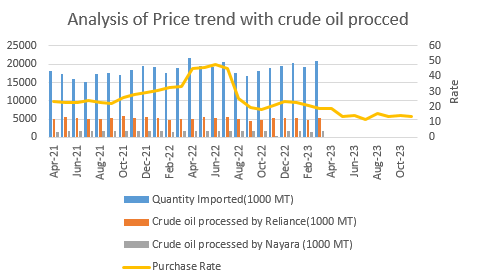 Analysis of Price trend with crude oil procced
25000
20000
15000
10000
5000
0
60
50
40
30
20
10
0
Rate
Apr-21
Jun-21
Aug-21
Oct-21
Dec-21
Feb-22
Apr-22
Jun-22
Aug-22
Oct-22
Dec-22
Feb-23
Apr-23
Jun-23
Aug-23
Oct-23
Quantity Imported(1000 MT)
Crude oil processed by Reliance(1000 MT)
Crude oil processed by Nayara (1000 MT)
Purchase Rate